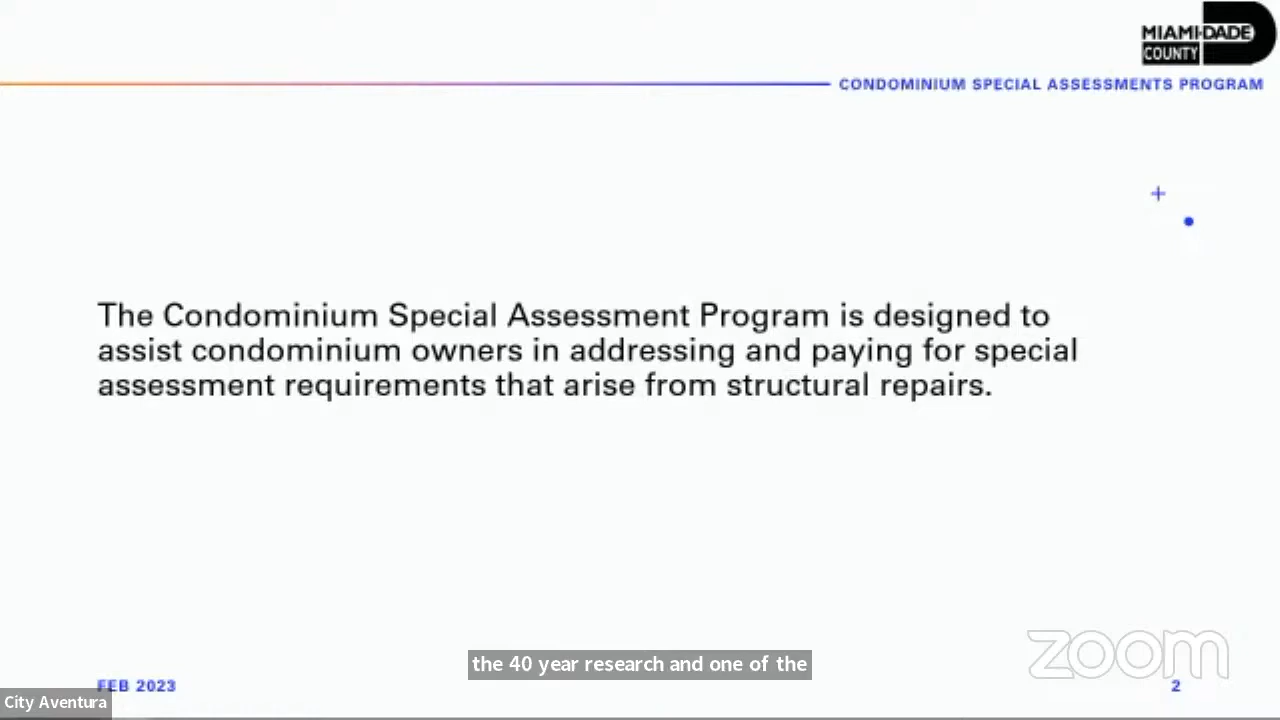 MIAMI-DADE
COUNTY
CONDOMINIUM SPECIAL ASSESSMENTS PROGRAM
The Condominium Special Assessment Program is designed to
assist condominium owners in addressing and paying for special
assessment requirements that arise from structural repairs.
the 40 year research and one of the
zoom
FEB 2023
2
City Aventura